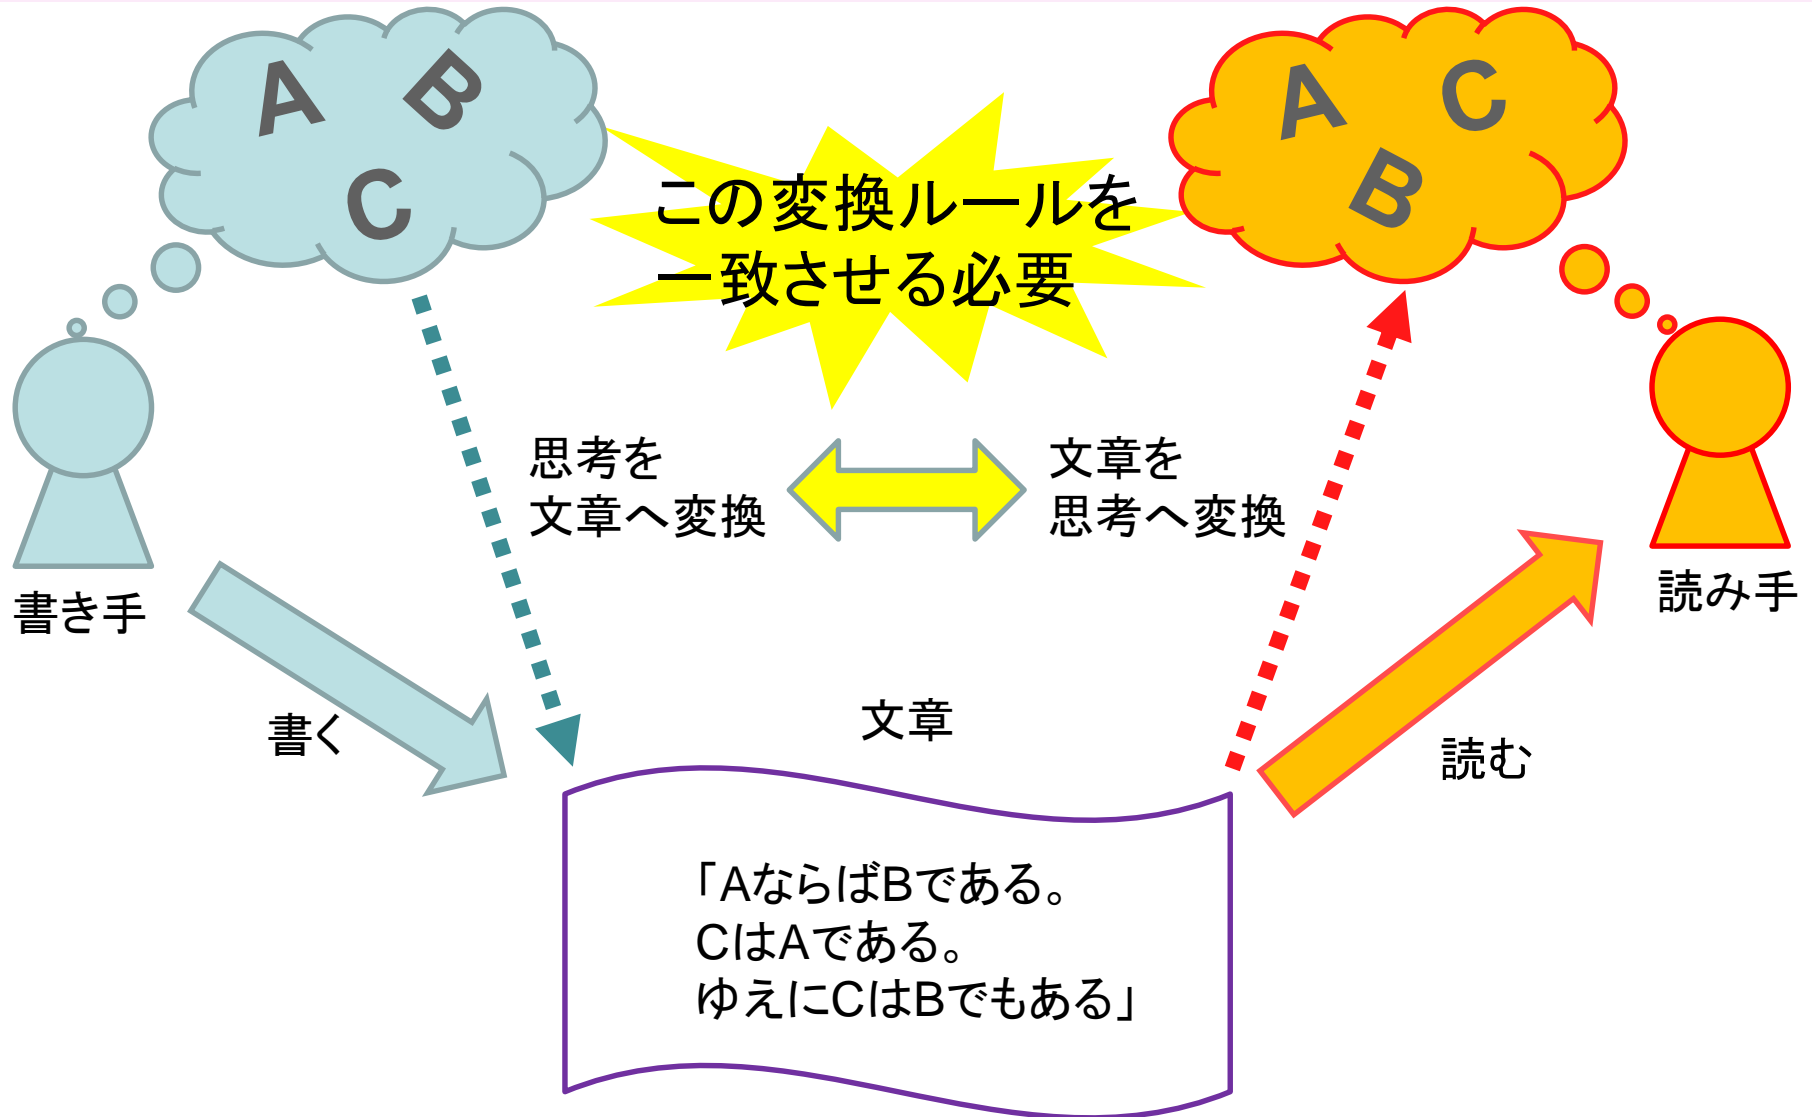 A B
C
A C
B
この変換ルールを
一致させる必要
思考を
文章へ変換
文章を
思考へ変換
書き手
読み手
書く
文章
読む
「AならばBである。
CはAである。
ゆえにCはBでもある」